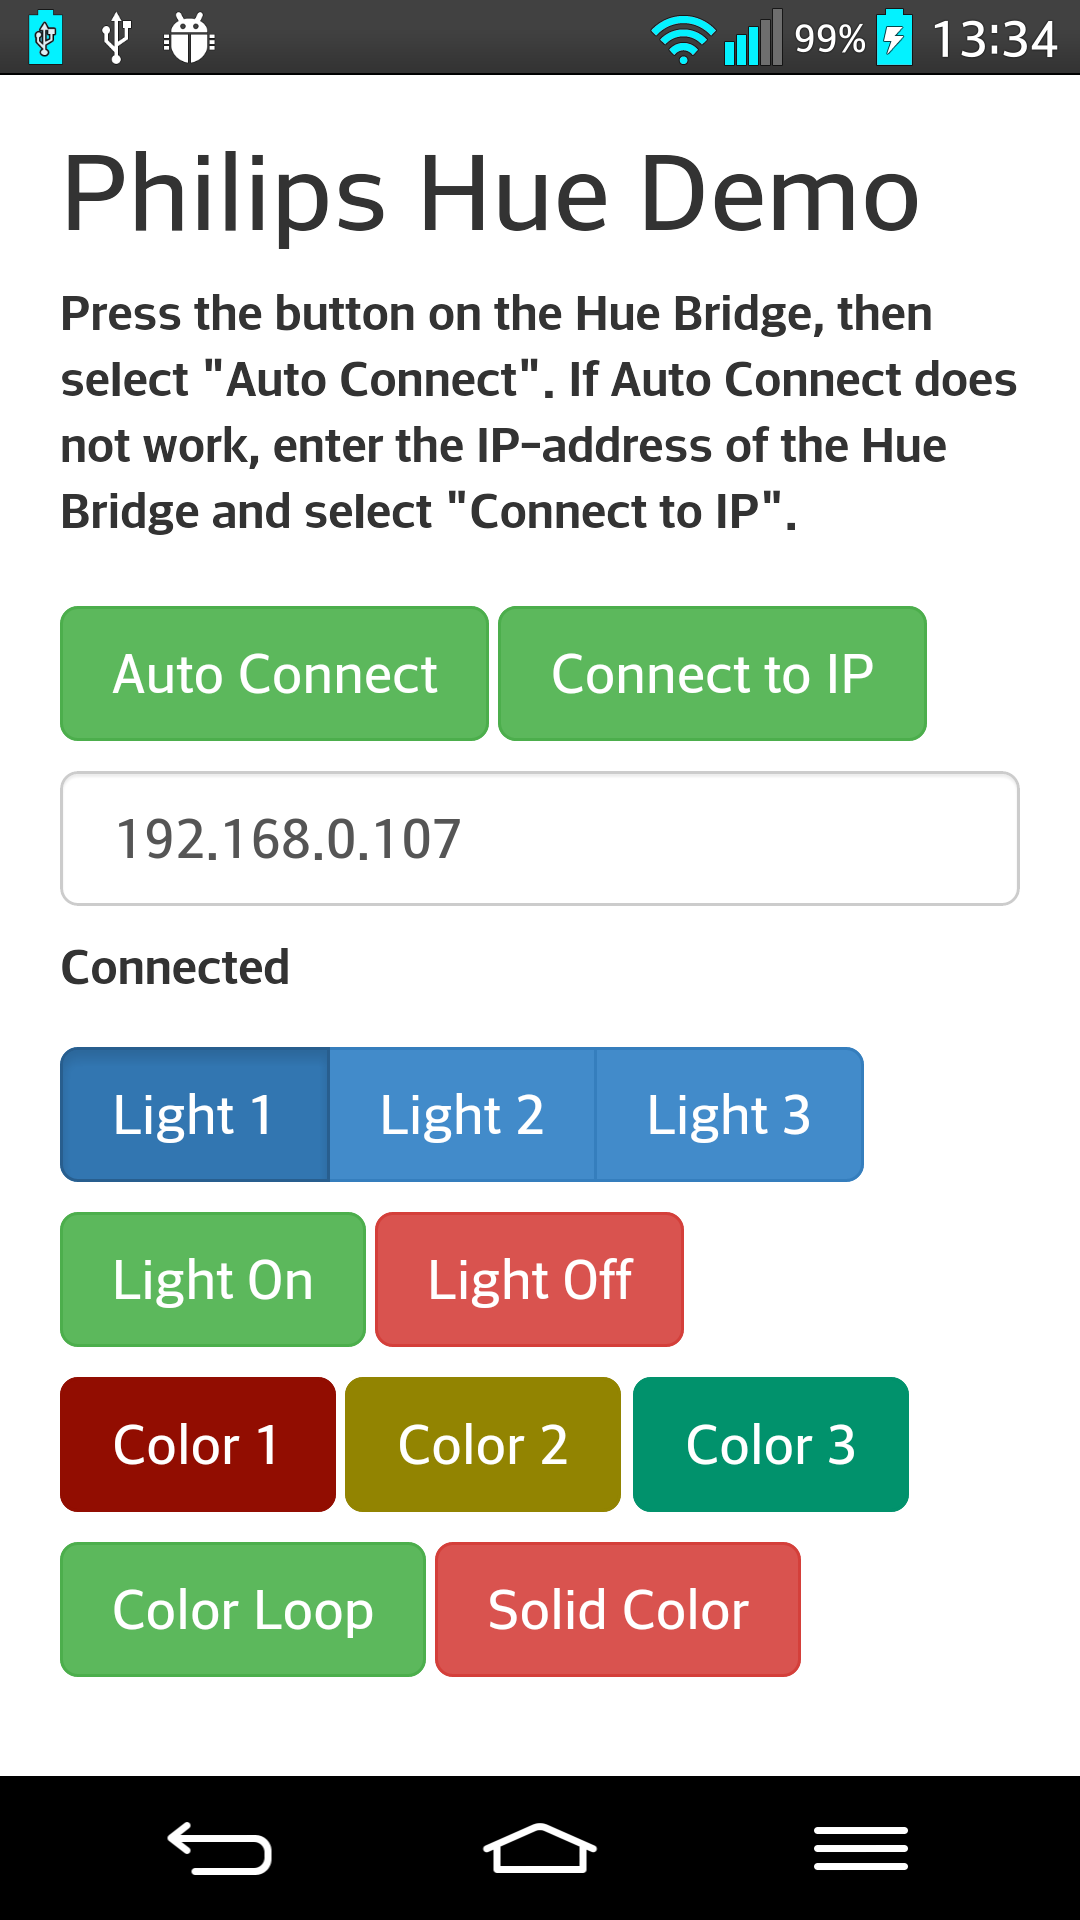 99% 13:34
Philips Hue Demo
Press the button on the Hue Bridge, then
select "Auto Connect". If Auto Connect does
not work, enter the IP-address of the Hue
Bridge and select "Connect to IP".
Auto Connect Connect to IP
192.168.0.107
Connected
Light 1 Light 2 Light 3
Light On Light Off
Color 1 Color 2 Color 3
Color Loop Solid Color